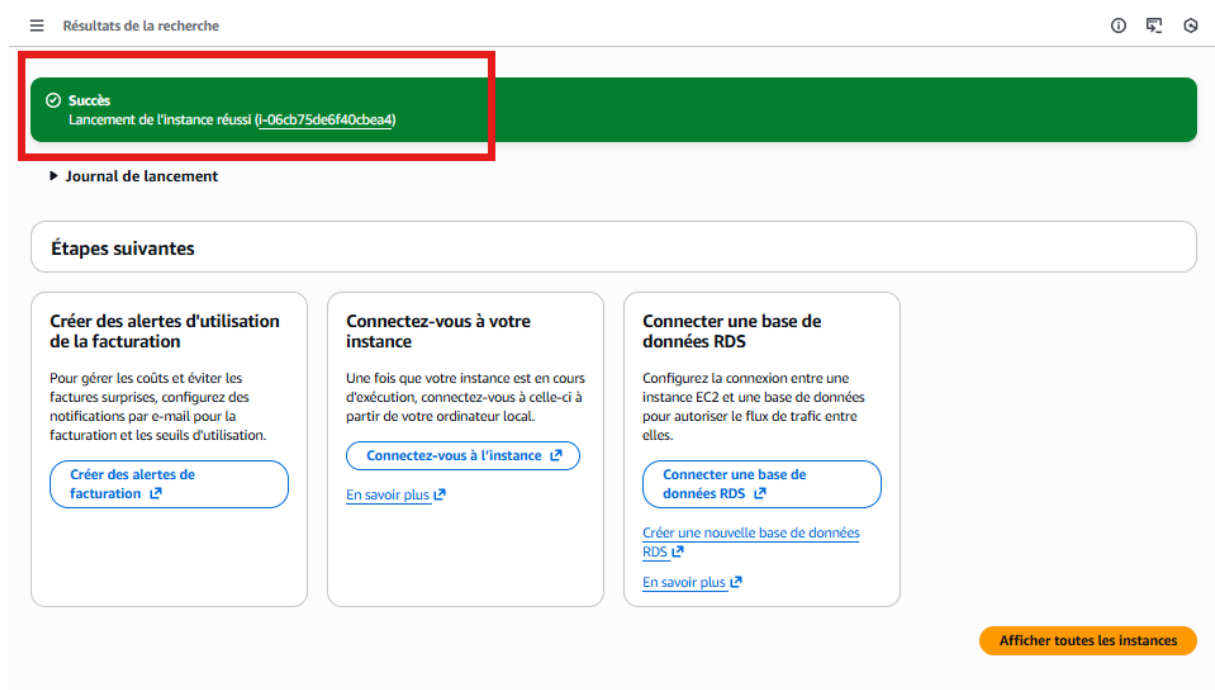 Résultats de la recherche
Succès
Lancement de l'instance réussi (i-06cb75de6f40cbea4)
Journal de lancement
Étapes suivantes
Créer des alertes d'utilisation
de la facturation
Pour gérer les coûts et éviter les
factures surprises, configurez des
notifications par e-mail pour la
facturation et les seuils d'utilisation.
Créer des alertes de
facturation
Connectez-vous à votre
instance
Une fois que votre instance est en cours
d'exécution, connectez-vous à celle-ci à
partir de votre ordinateur local.
Connectez-vous à l'instance
En savoir plus
Connecter une base de
données RDS
Configurez la connexion entre une
instance EC2 et une base de données
pour autoriser le flux de trafic entre
elles.
Connecter une base de
données RDS
Créer une nouvelle base de données
RDS
En savoir plus
Afficher toutes les instances